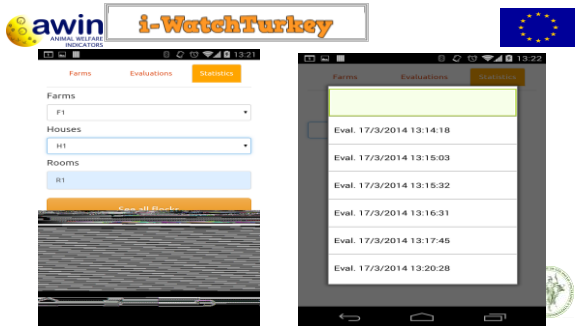 awin
ANIMAL WELFARE
INDICATORS
i-WatchTurkey
13:21
Farms
Evaluations
Statistics
Farms
F1
Houses
H1
Rooms
R1
See all flocks
13:22
Farms
Evaluations
Statistics
Eval. 17/3/2014 13:14:18
Eval. 17/3/2014 13:15:03
Eval. 17/3/2014 13:15:32
Eval. 17/3/2014 13:16:31
Eval. 17/3/2014 13:17:45
Eval. 17/3/2014 13:20:28